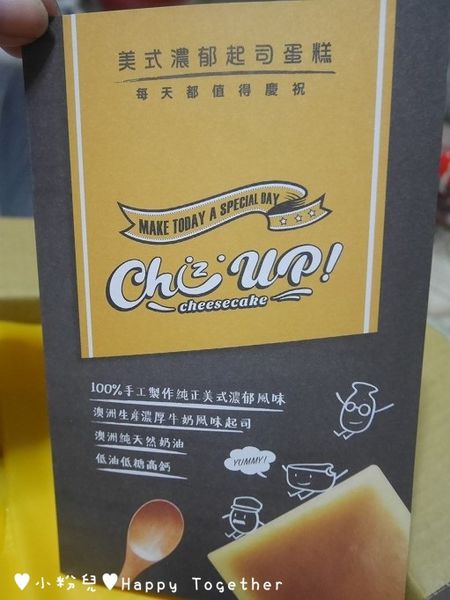 美式濃郁起司蛋糕
每天都值得慶祝
MAKE TODAY A SPECIAL DAY
Chiz' UP!
cheesecake
100%手工製作純正美式濃郁風味
澳洲生產濃厚牛奶風味起司
澳洲純天然奶油
低油低糖高鈣
YUMMY!
♥小粉兒♥Happy Together